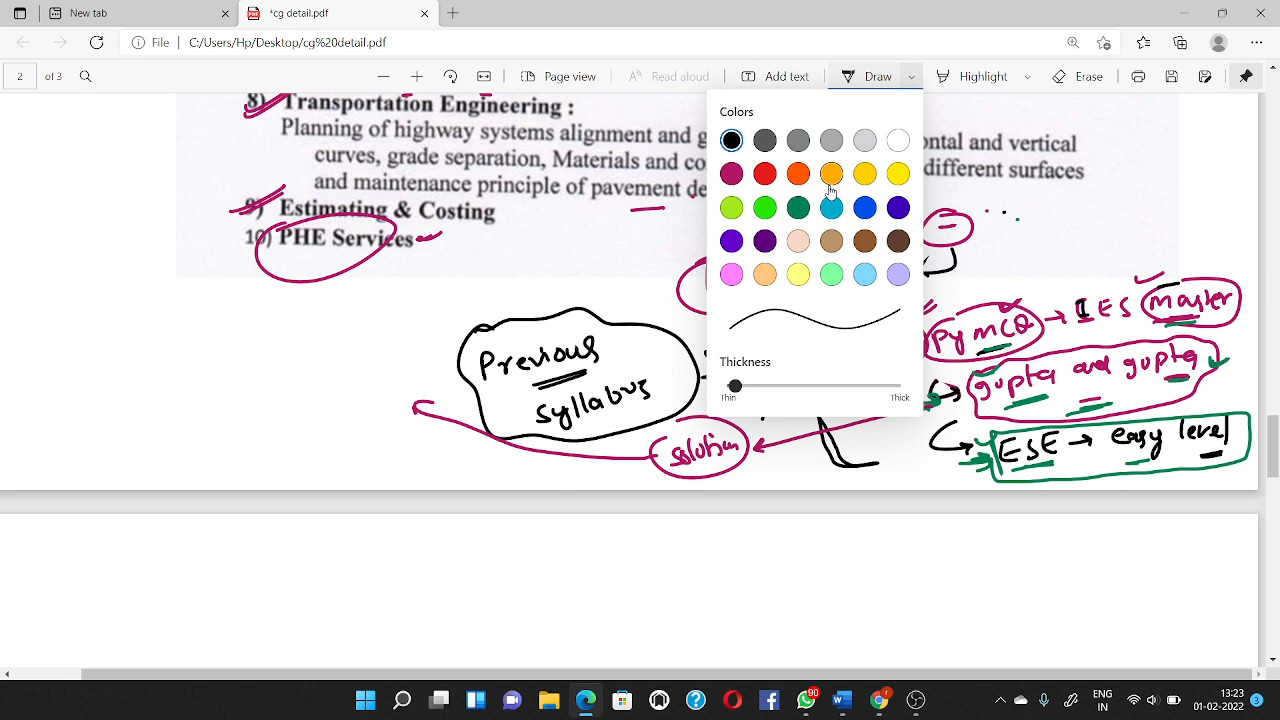 New tab
*cg detail.pdf
File | C:/Users/Hp/Desktop/cg%20detail.pdf
2 of 3 Page view Read aloud Add text Draw Highlight Erase
8) Transportation Engineering :
Planning of highway systems alignment and g ontal and vertical
curves, grade separation, Materials and co different surfaces
and maintenance principle of pavement de
9) Estimating & Costing
10) PHE Services
Colors
Thickness
Thin Thick
Previous
syllabus
solution
Py MCQ → IES master
gupta and gupta
ESE → easy level
90
ENG
IN
13:23
01-02-2022
3